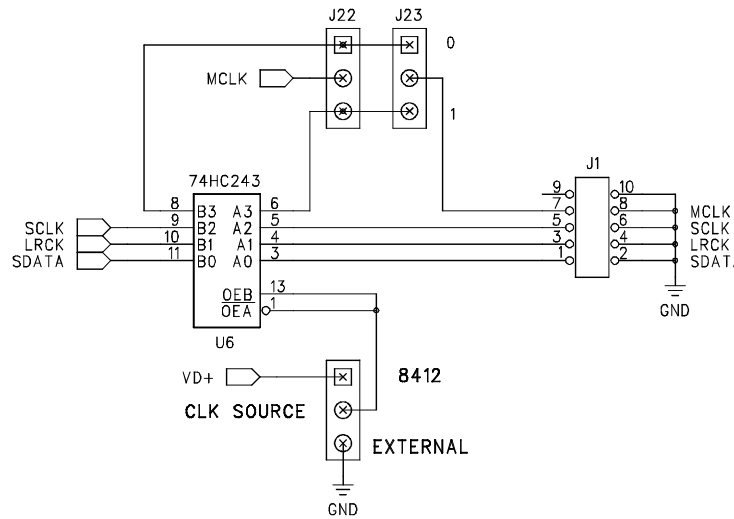 J22 J23
0
MCLK
1
74HC243
J1
8 B3 A3 6
9 10
7 8 MCLK
SCLK 9 B2 A2 5
5 6 SCLK
LRCK 10 B1 A1 4
3 4 LRCK
SDATA 11 B0 A0 3
1 2 SDATA
OEB 13
OEA 1
GND
U6
VD+
8412
CLK SOURCE
EXTERNAL
GND